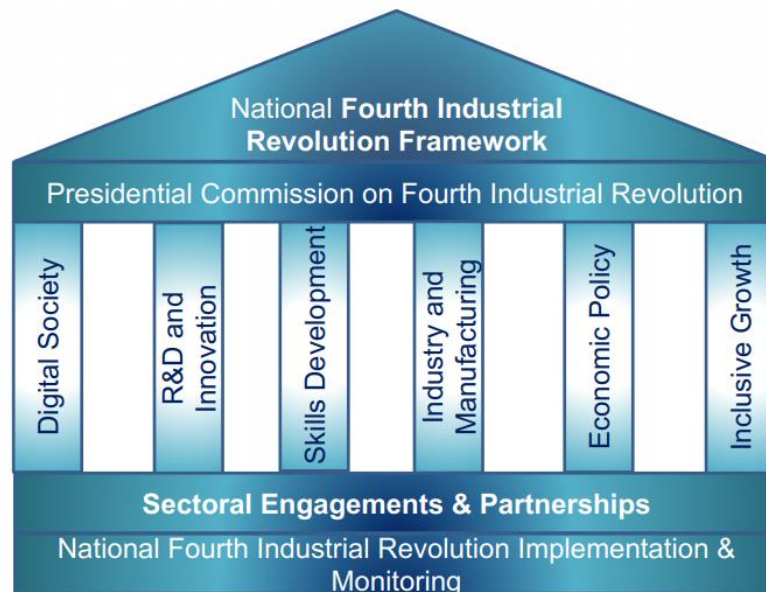 National Fourth Industrial
Revolution Framework
Presidential Commission on Fourth Industrial Revolution
Digital Society
R&D and
Innovation
Skills Development
Industry and
Manufacturing
Economic Policy
Inclusive Growth
Sectoral Engagements & Partnerships
National Fourth Industrial Revolution Implementation &
Monitoring